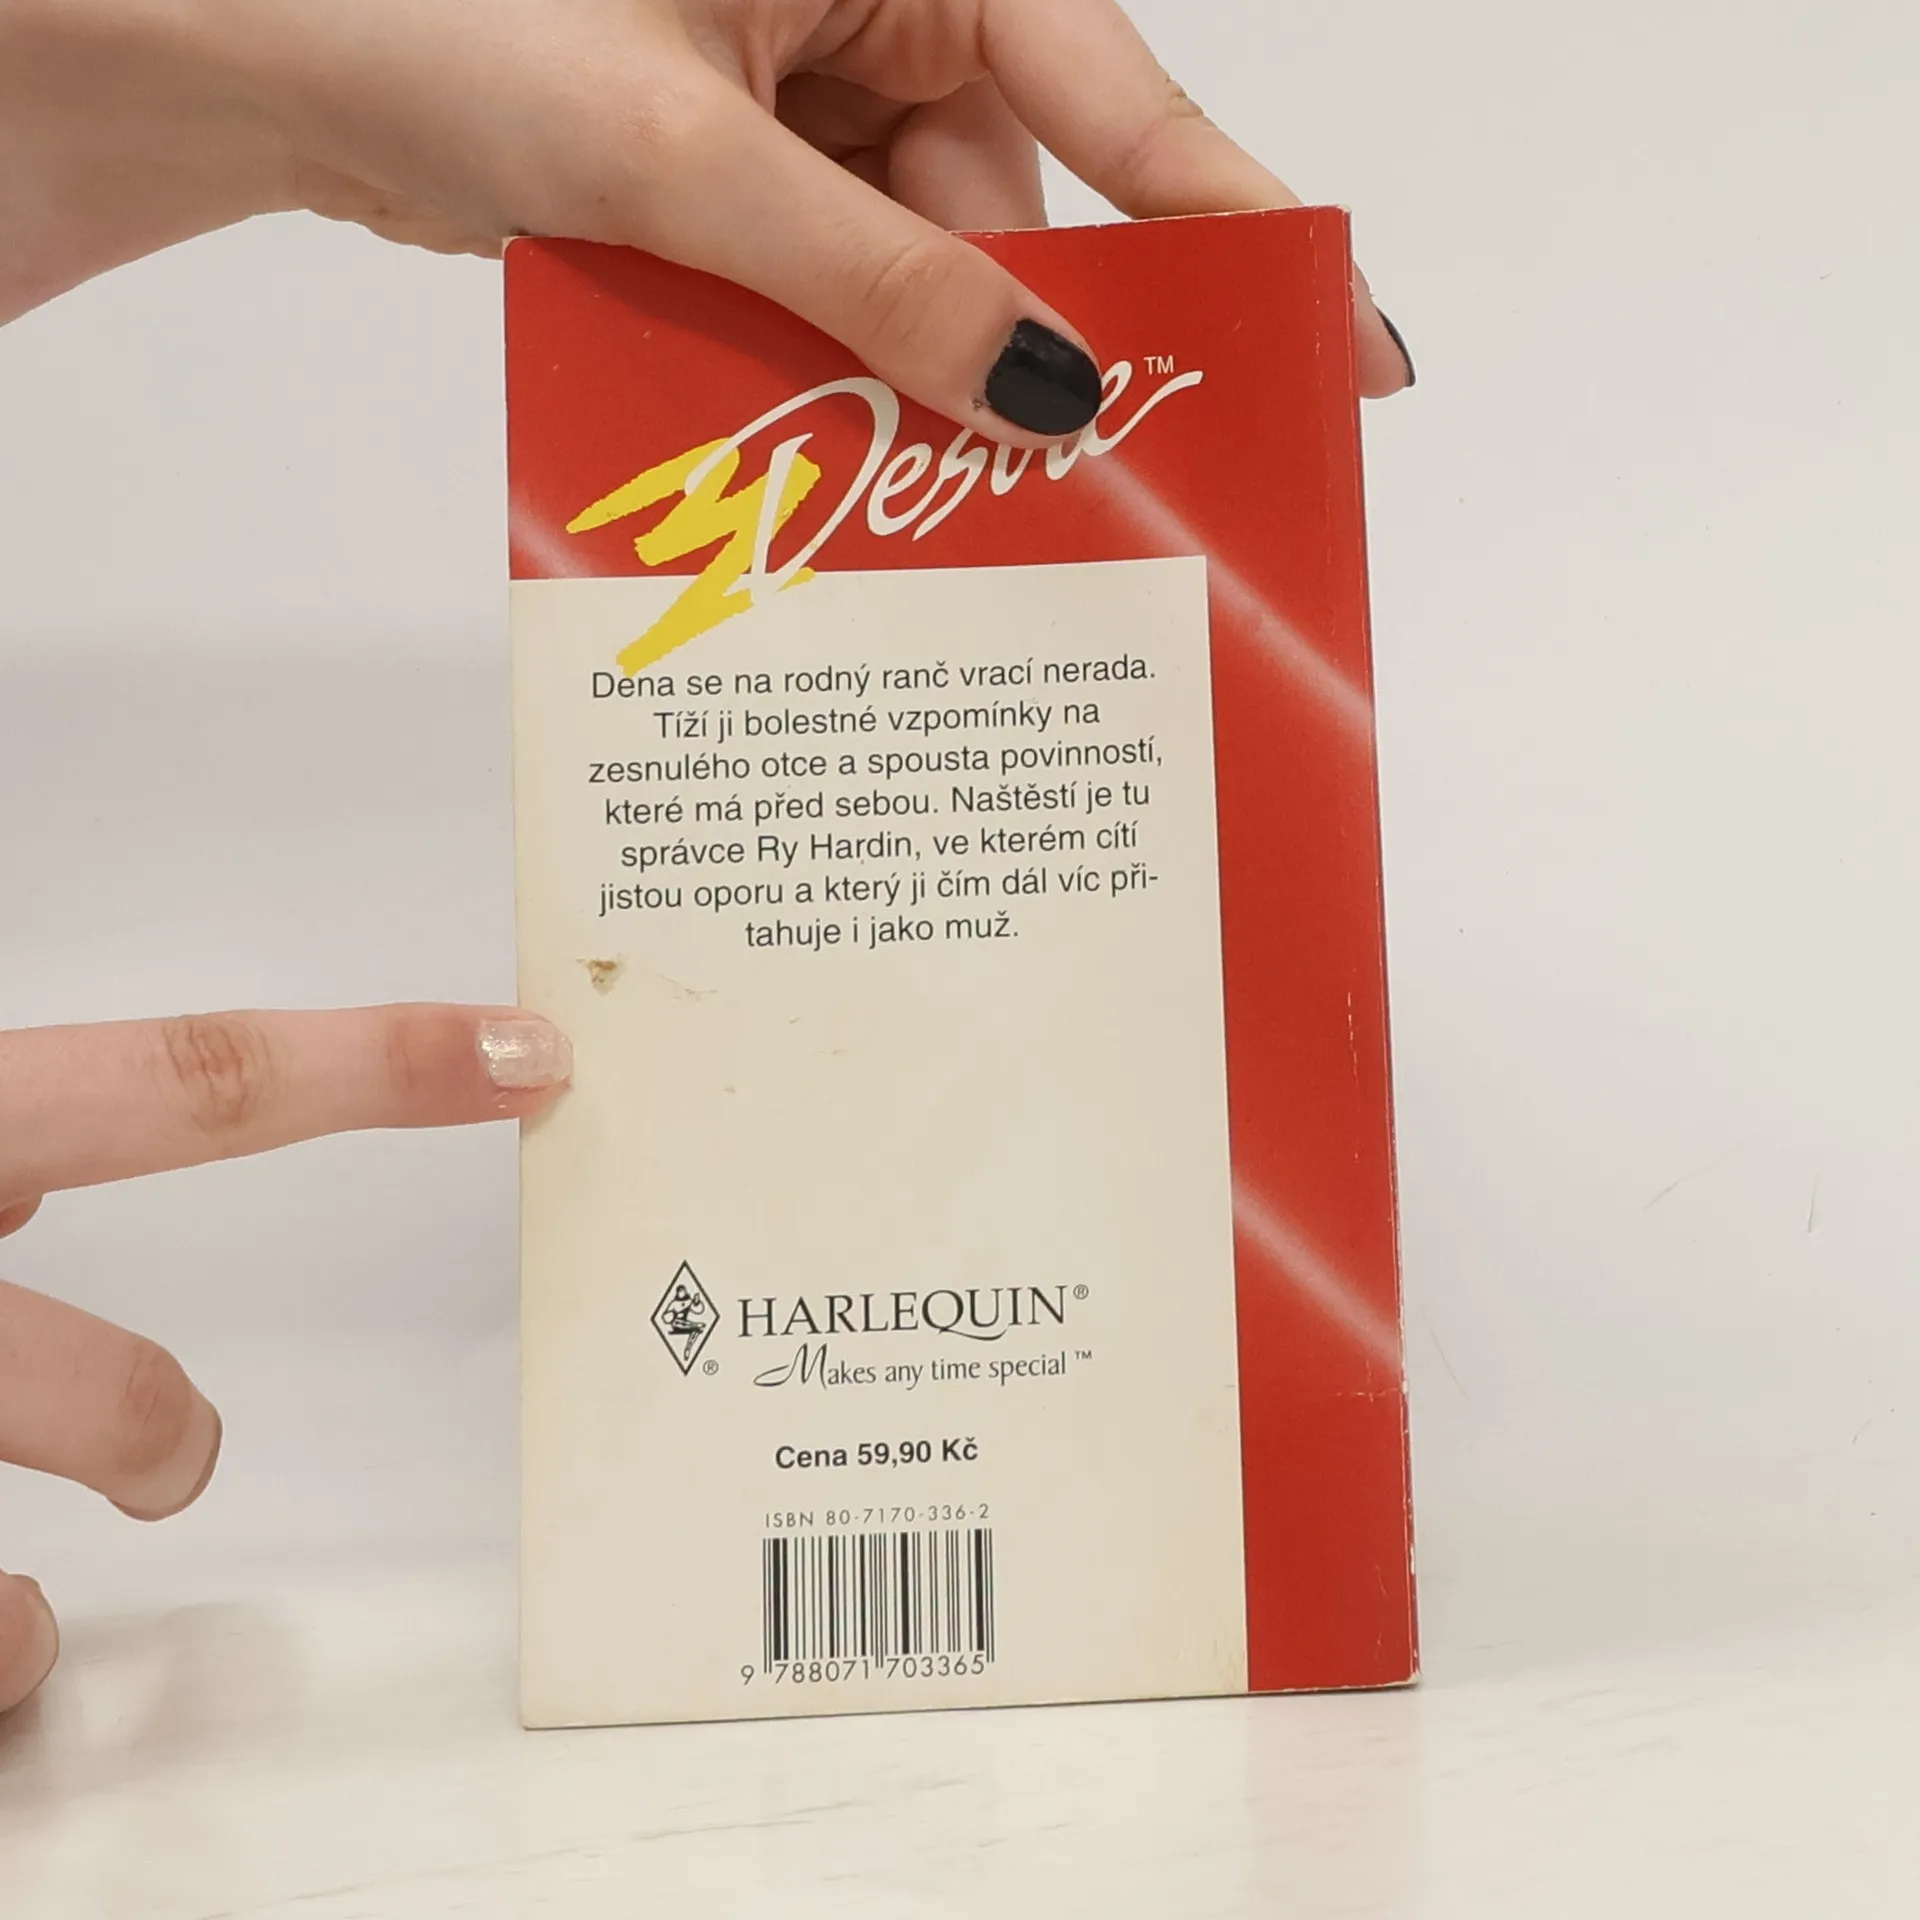 Desire™
Dena se na rodný ranč vrací nerada.
Tíží ji bolestné vzpomínky na
zesnulého otce a spousta povinností,
které má před sebou. Naštěstí je tu
správce Ry Hardin, ve kterém cítí
jistou oporu a který ji čím dál víc při-
tahuje i jako muž.
HARLEQUIN®
®
Makes any time special™
Cena 59,90 Kč
ISBN 80-7170-336-2
9 788071 703365